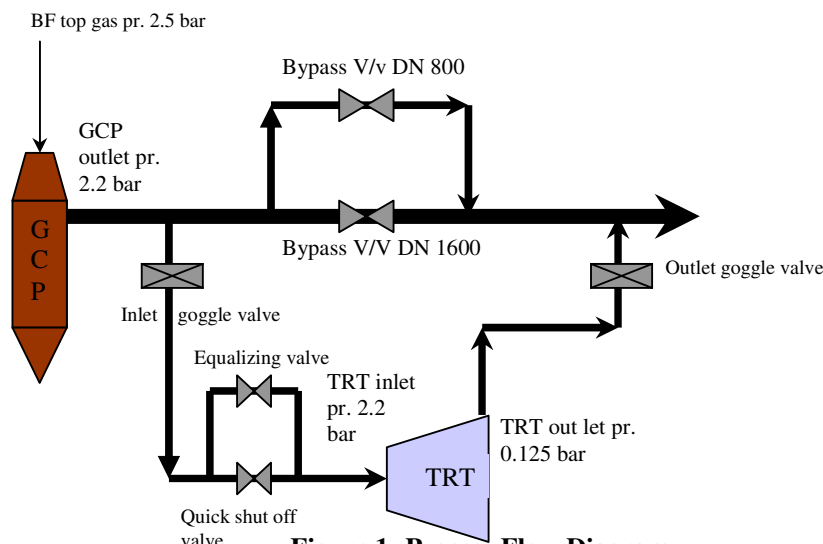 BF top gas pr. 2.5 bar
Bypass V/v DN 800
GCP
outlet pr.
2.2 bar
G
C
P
Bypass V/V DN 1600
Outlet goggle valve
Inlet goggle valve
Equalizing valve
TRT inlet
pr. 2.2
bar
TRT out let pr.
0.125 bar
TRT
Quick shut off
valve